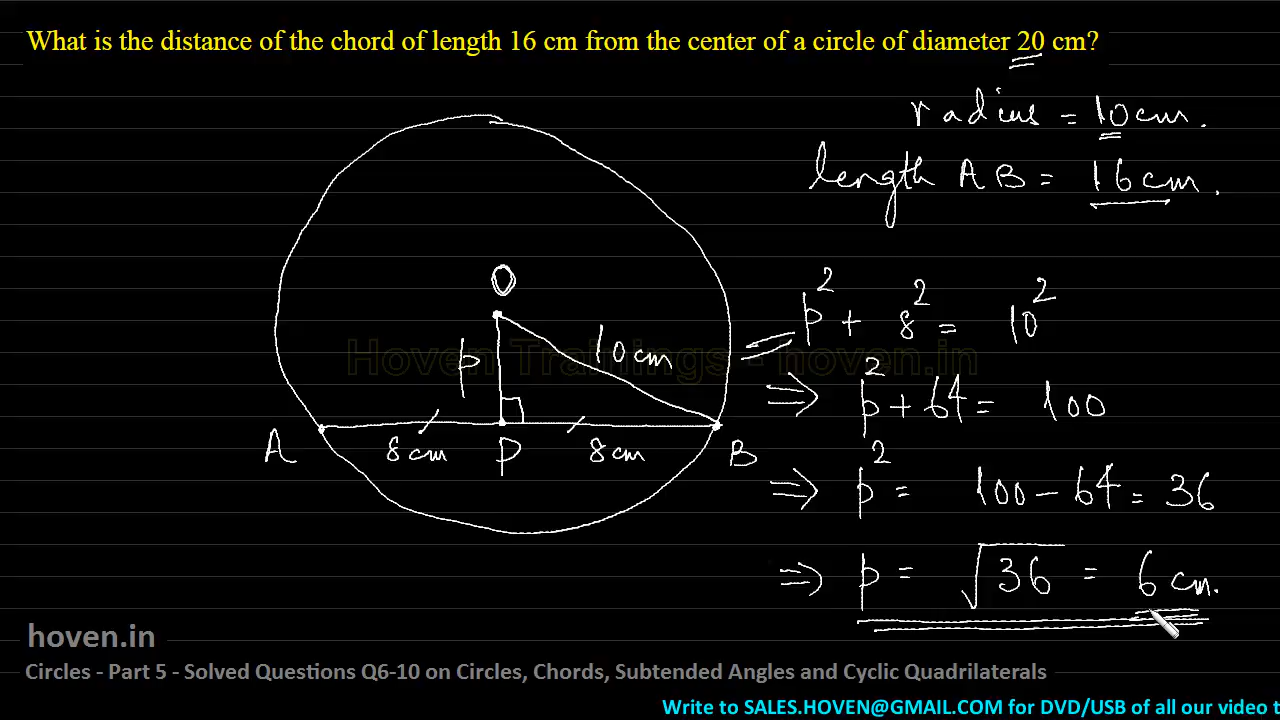 What is the distance of the chord of length 16 cm from the center of a circle of diameter 20 cm?
radius = 10cm.
length AB = 16cm.
O
p² + 8² = 10²
p 10cm
Hoven Trainings - hoven.in
⇒ p² + 64 = 100
A 8cm P 8cm B
⇒ p² = 100 - 64 = 36
⇒ p = √36 = 6cm.
hoven.in
Circles - Part 5 - Solved Questions Q6-10 on Circles, Chords, Subtended Angles and Cyclic Quadrilaterals
Write to SALES.HOVEN@GMAIL.COM for DVD/USB of all our video t